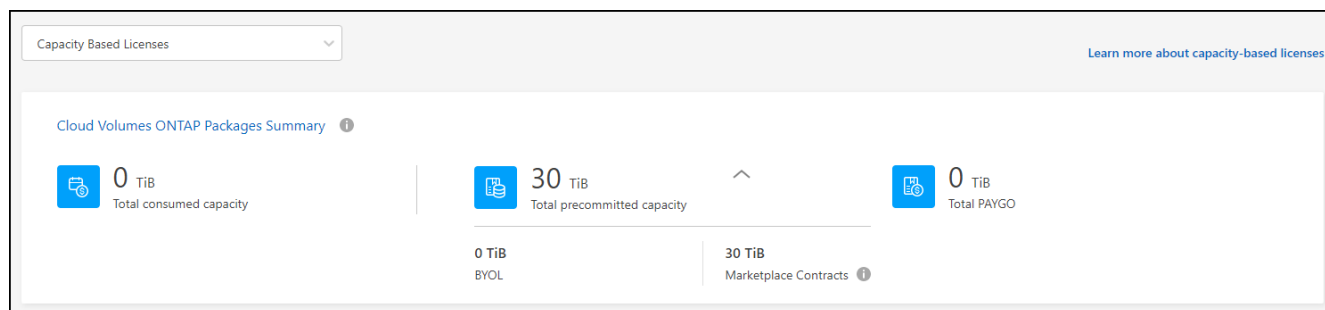 Capacity Based Licenses
Learn more about capacity-based licenses
Cloud Volumes ONTAP Packages Summary
0 TiB
Total consumed capacity
30 TiB
Total precommitted capacity
0 TiB
Total PAYGO
0 TiB
BYOL
30 TiB
Marketplace Contracts